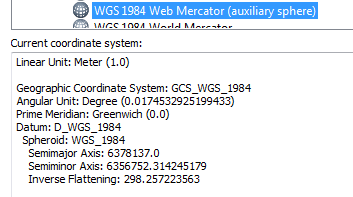 WGS 1984 Web Mercator (auxiliary sphere)
WGS 1984 World Mercator
Current coordinate system:
Linear Unit: Meter (1.0)
Geographic Coordinate System: GCS_WGS_1984
Angular Unit: Degree (0.0174532925199433)
Prime Meridian: Greenwich (0.0)
Datum: D_WGS_1984
Spheroid: WGS_1984
Semimajor Axis: 6378137.0
Semiminor Axis: 6356752.314245179
Inverse Flattening: 298.257223563